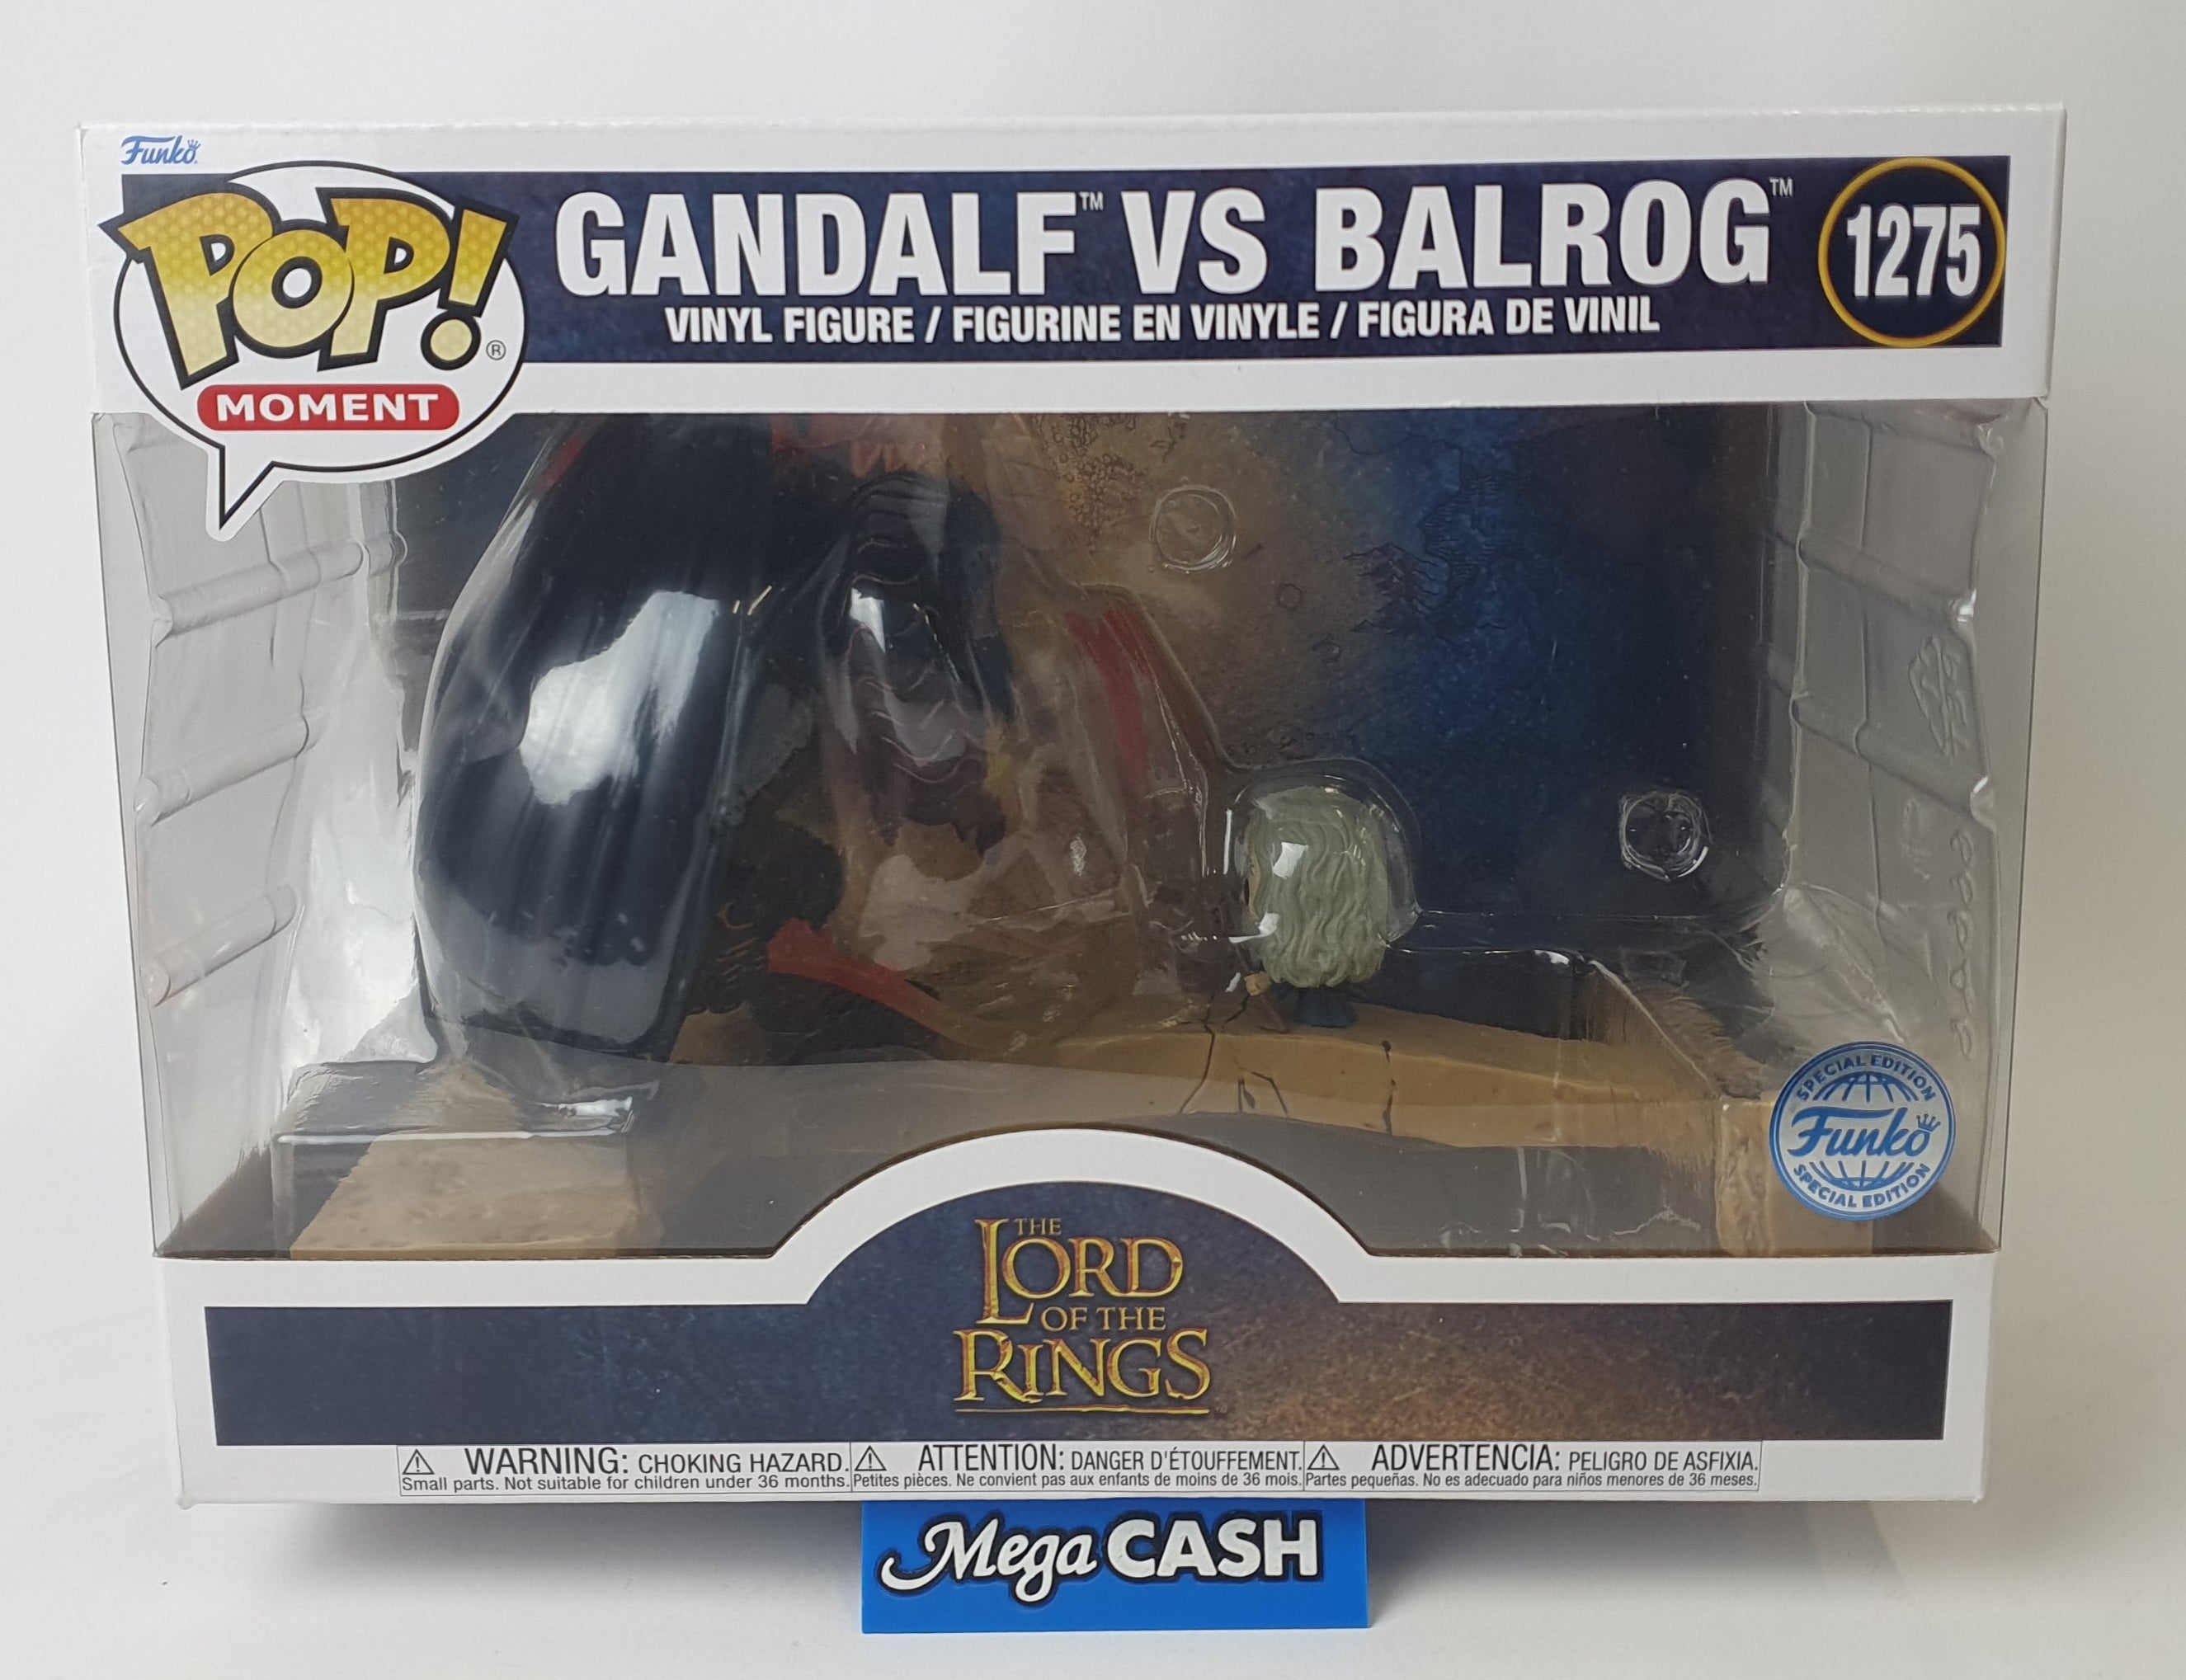 Funko
POP!®
MOMENT
GANDALF™ VS BALROG™
VINYL FIGURE / FIGURINE EN VINYLE / FIGURA DE VINIL
1275
SPECIAL EDITION
Funko
SPECIAL EDITION
THE
LORD
OF THE
RINGS
WARNING: CHOKING HAZARD.
Small parts. Not suitable for children under 36 months.
ATTENTION: DANGER D'ÉTOUFFEMENT.
Petites pièces. Ne convient pas aux enfants de moins de 36 mois.
ADVERTENCIA: PELIGRO DE ASFIXIA.
Partes pequeñas. No es adecuado para niños menores de 36 meses.
Mega CASH